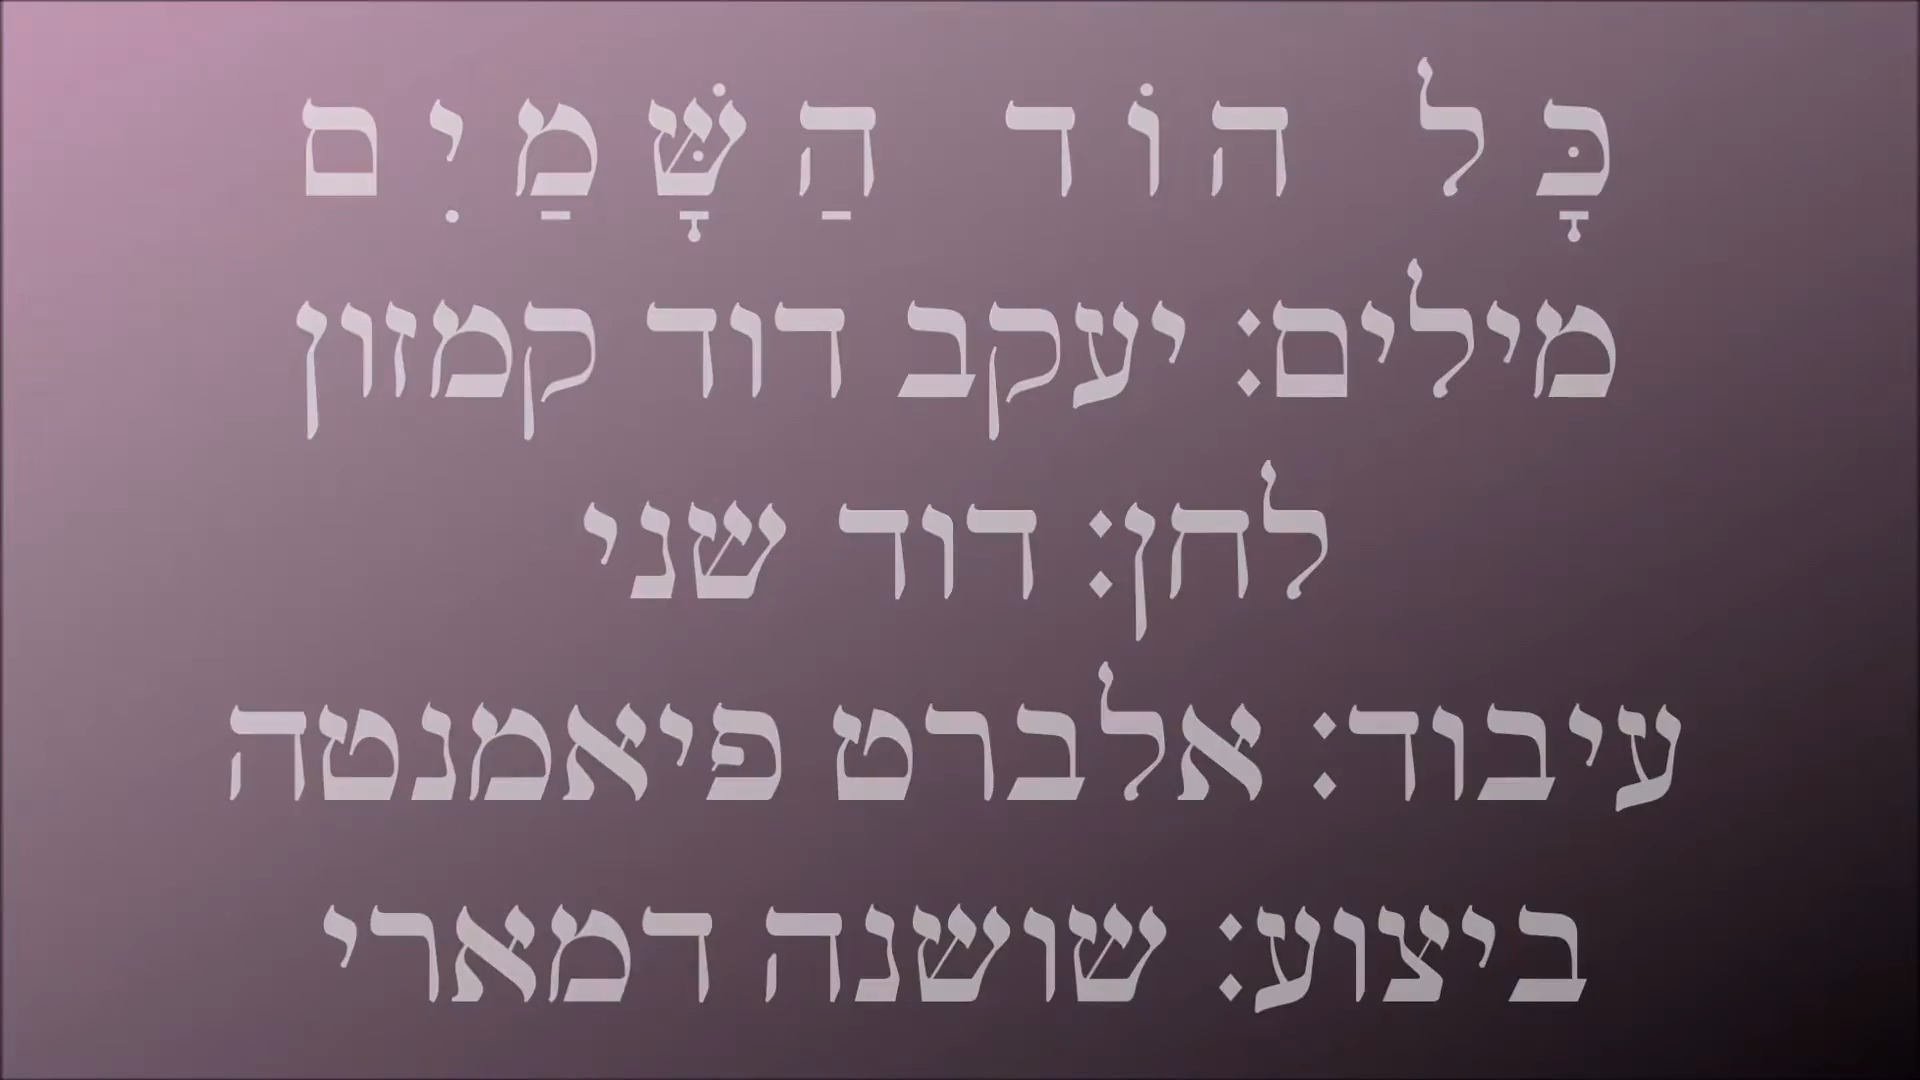 כָּל הוֹד הַשָּׁמַיִם
מילים: יעקב דוד קמזון
לחן: דוד שני
עיבוד: אלברט פיאמנטה
ביצוע: שושנה דמארי